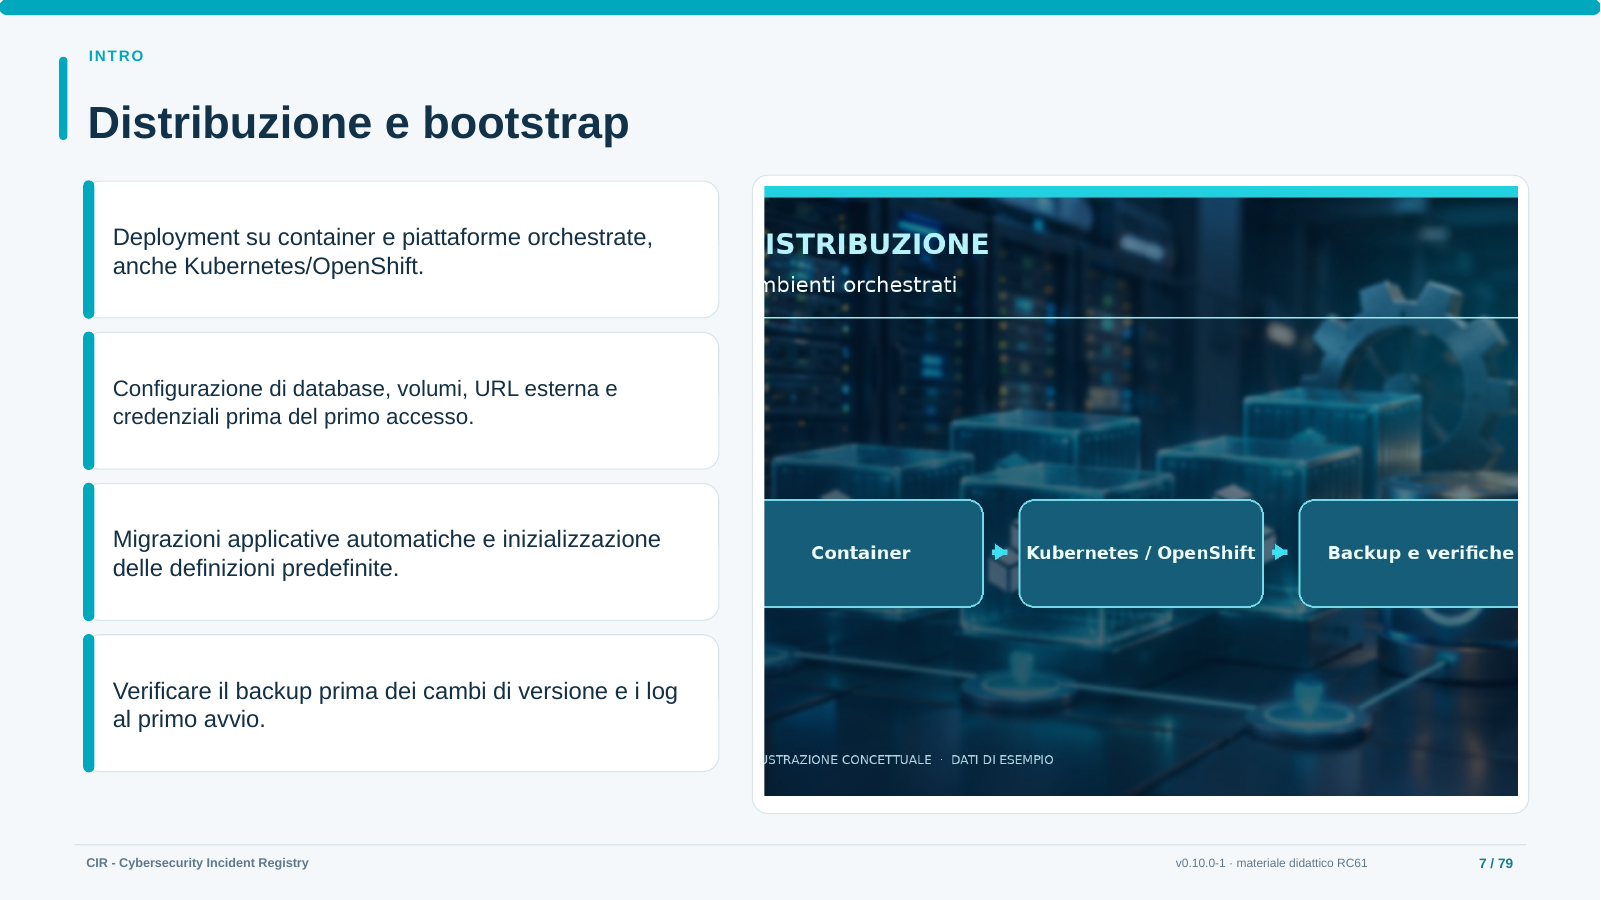 INTRO
Distribuzione e bootstrap
Deployment su container e piattaforme orchestrate,
anche Kubernetes/OpenShift.
Configurazione di database, volumi, URL esterna e
credenziali prima del primo accesso.
Migrazioni applicative automatiche e inizializzazione
delle definizioni predefinite.
Verificare il backup prima dei cambi di versione e i log
al primo avvio.
ISTRIBUZIONE
mbienti orchestrati
Container
Kubernetes / OpenShift
Backup e verifiche
USTRAZIONE CONCETTUALE · DATI DI ESEMPIO
CIR - Cybersecurity Incident Registry
v0.10.0-1 · materiale didattico RC61
7 / 79